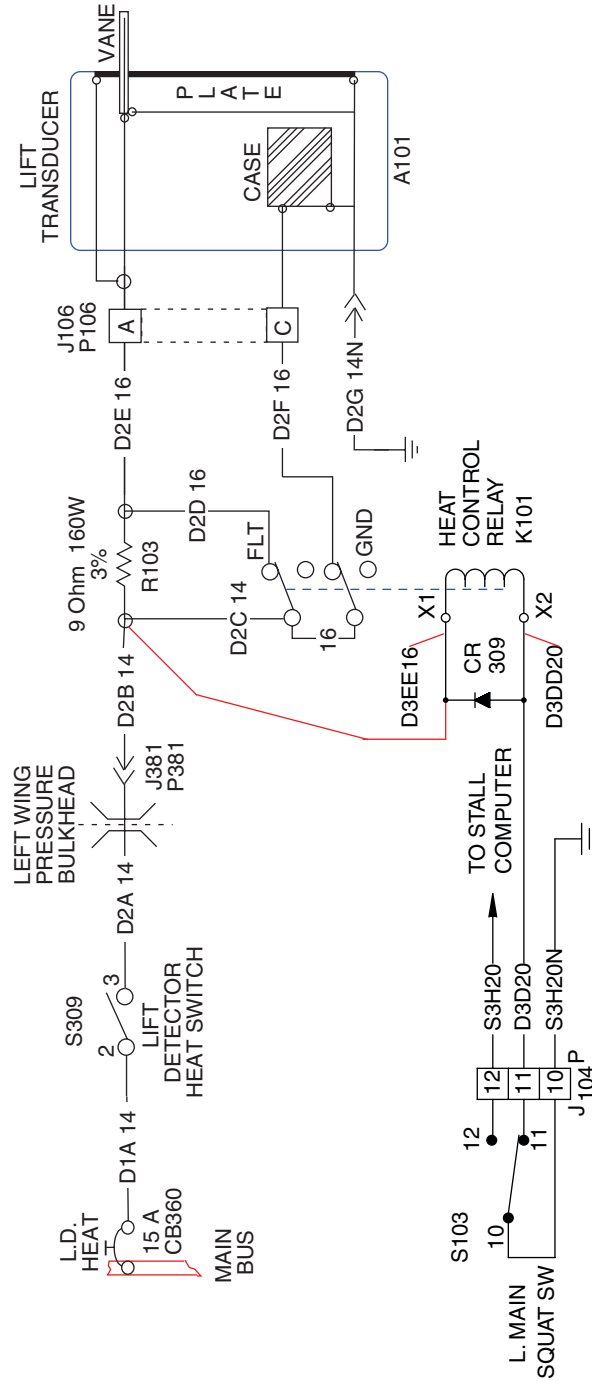 L.D.
HEAT
15 A
CB360
MAIN
BUS
D1A 14
S309
2
3
LIFT
DETECTOR
HEAT SWITCH
D2A 14
LEFT WING
PRESSURE
BULKHEAD
J381
P381
D2B 14
9 Ohm 160W
3%
R103
D2E 16
J106
P106
A
C
LIFT
TRANSDUCER
VANE
PLATE
CASE
A101
D2D 16
D2C 14
FLT
16
GND
D2F 16
D2G 14N
HEAT
CONTROL
RELAY
K101
X1
X2
D3EE16
CR
309
D3DD20
TO STALL
COMPUTER
S3H20
D3D20
S3H20N
12
11
10
P
J104
12
11
10
S103
L. MAIN
SQUAT SW